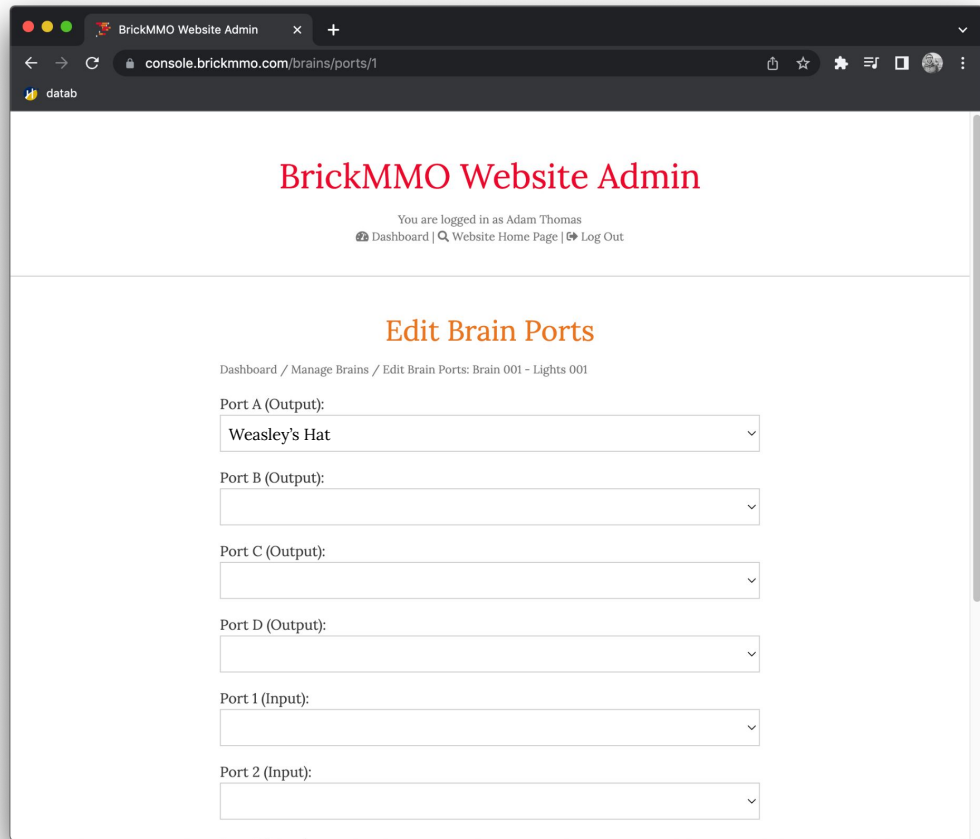 BrickMMO Website Admin
console.brickmmo.com/brains/ports/1
datab
BrickMMO Website Admin
You are logged in as Adam Thomas
Dashboard | Website Home Page | Log Out
Edit Brain Ports
Dashboard / Manage Brains / Edit Brain Ports: Brain 001 - Lights 001
Port A (Output):
Weasley’s Hat
Port B (Output):
Port C (Output):
Port D (Output):
Port 1 (Input):
Port 2 (Input):